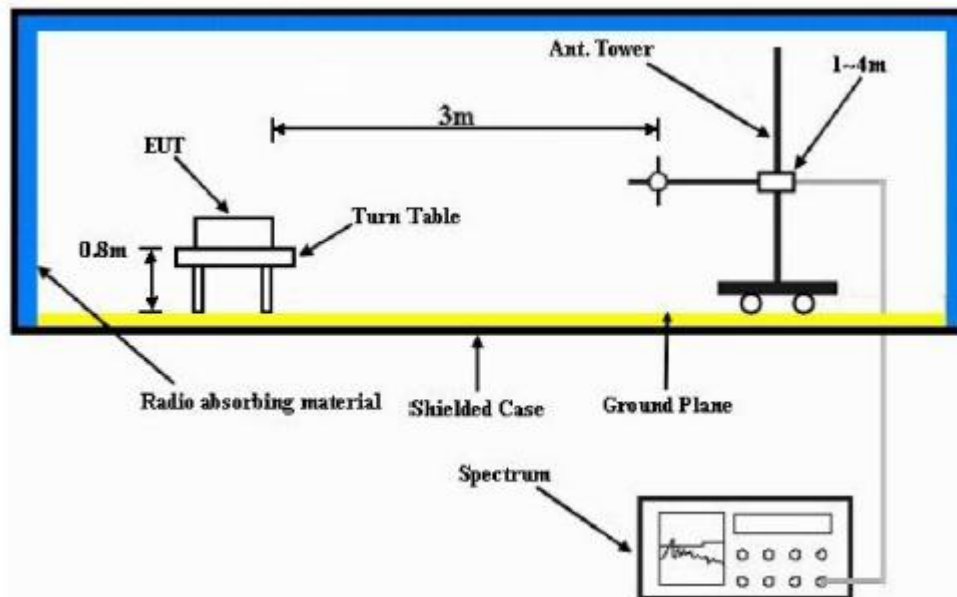 Ant. Tower
1~4m
3m
EUT
Turn Table
0.8m
Radio absorbing material
Shielded Case
Ground Plane
Spectrum